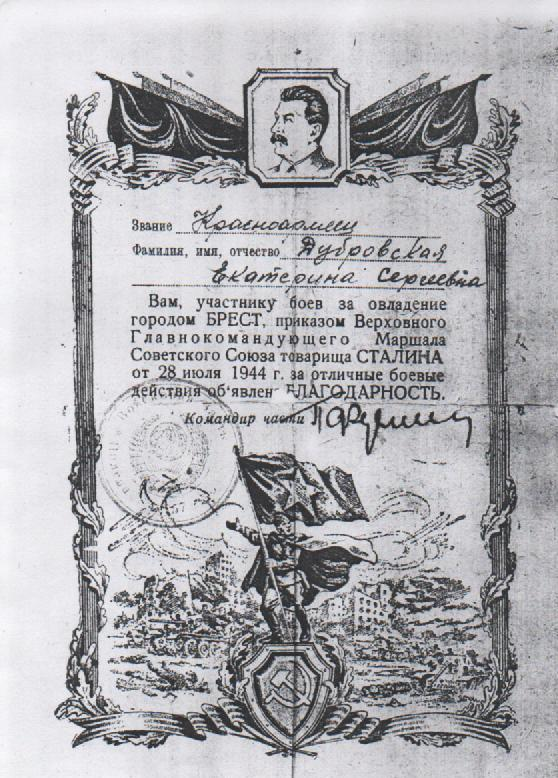 Звание Красноармеец
Фамилия, имя, отчество Дубровская
Екатерина Сергеевна
Вам, участнику боев за овладение
городом БРЕСТ, приказом Верховного
Главнокомандующего Маршала
Советского Союза товарища СТАЛИНА
от 28 июля 1944 г. за отличные боевые
действия об'явлена БЛАГОДАРНОСТЬ.
Командир части